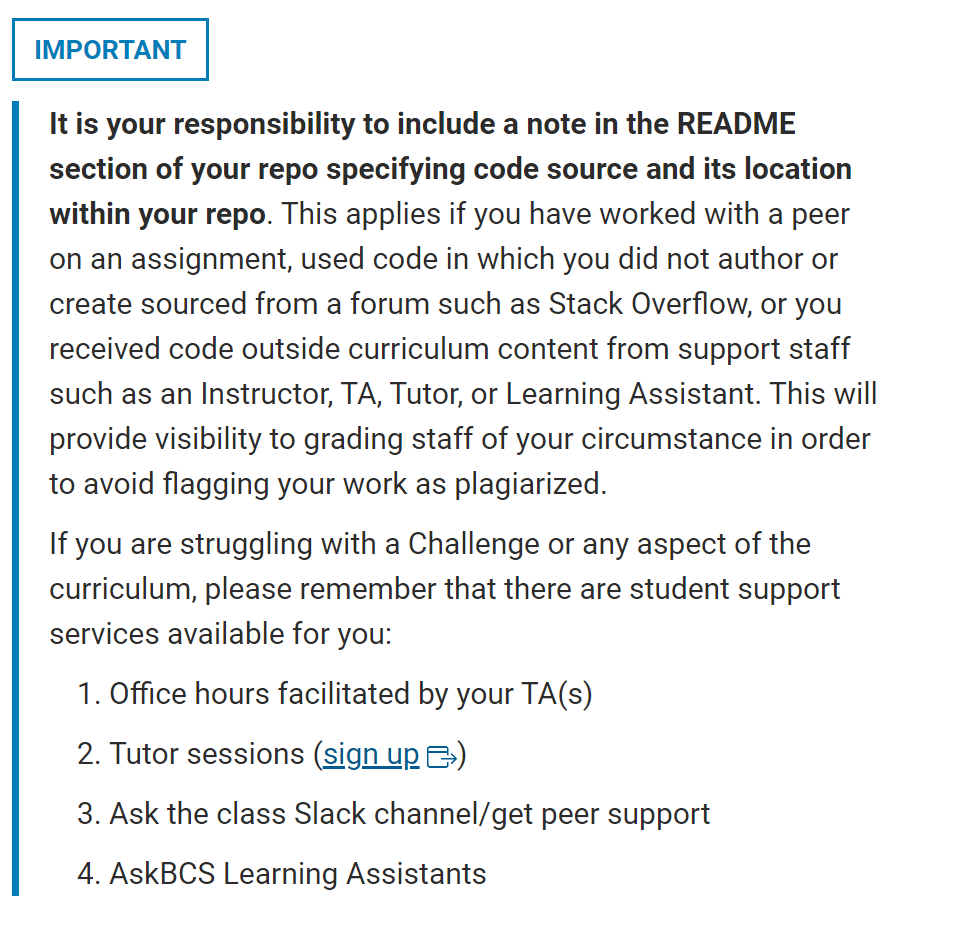 IMPORTANT
It is your responsibility to include a note in the README
section of your repo specifying code source and its location
within your repo. This applies if you have worked with a peer
on an assignment, used code in which you did not author or
create sourced from a forum such as Stack Overflow, or you
received code outside curriculum content from support staff
such as an Instructor, TA, Tutor, or Learning Assistant. This will
provide visibility to grading staff of your circumstance in order
to avoid flagging your work as plagiarized.
If you are struggling with a Challenge or any aspect of the
curriculum, please remember that there are student support
services available for you:
1. Office hours facilitated by your TA(s)
2. Tutor sessions (sign up)
3. Ask the class Slack channel/get peer support
4. AskBCS Learning Assistants